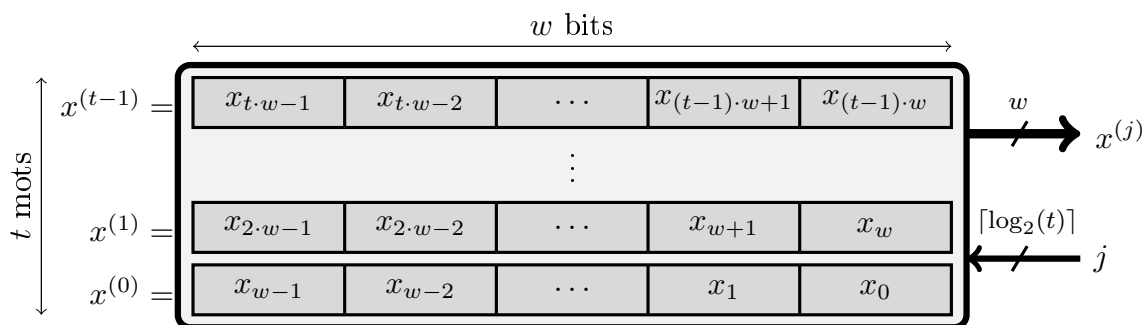 w bits
x^{(t−1)} = x_{t·w−1} x_{t·w−2} ⋯ x_{(t−1)·w+1} x_{(t−1)·w}
w
x^{(j)}
⋮
t mots
x^{(1)} = x_{2·w−1} x_{2·w−2} ⋯ x_{w+1} x_w
⌈log_2(t)⌉
j
x^{(0)} = x_{w−1} x_{w−2} ⋯ x_1 x_0